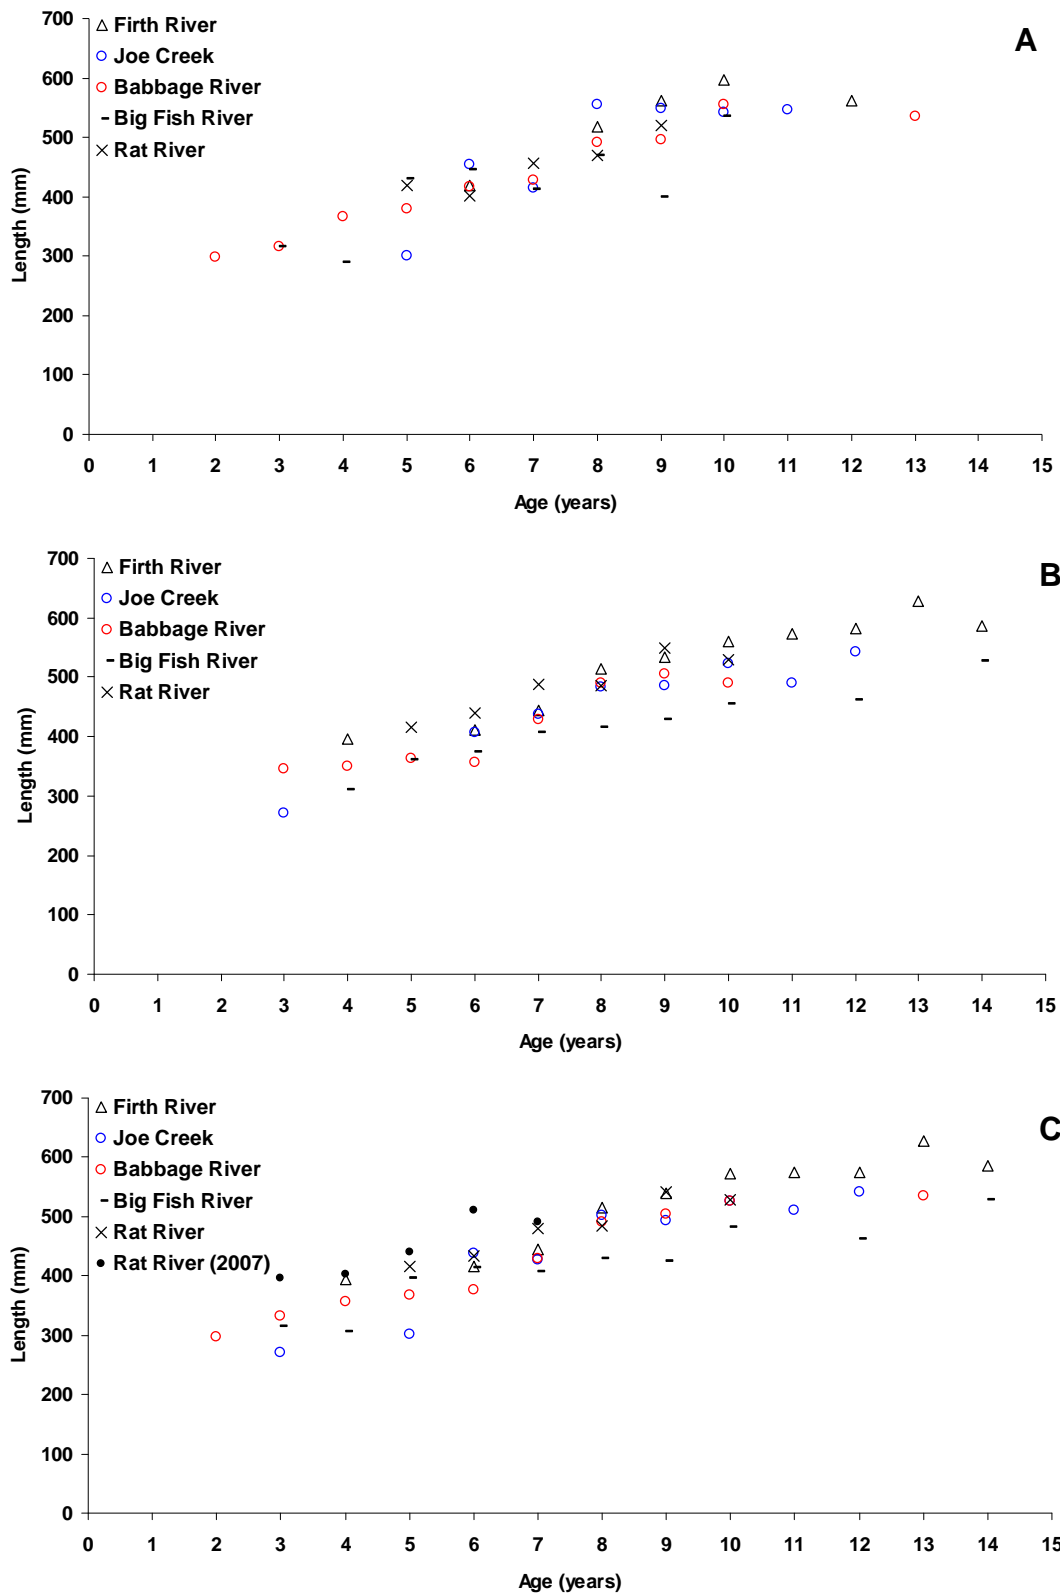 Firth River
Joe Creek
Babbage River
Big Fish River
Rat River
A
700
600
500
400
300
200
100
0
Length (mm)
0 1 2 3 4 5 6 7 8 9 10 11 12 13 14 15
Age (years)
Firth River
Joe Creek
Babbage River
Big Fish River
Rat River
B
700
600
500
400
300
200
100
0
Length (mm)
0 1 2 3 4 5 6 7 8 9 10 11 12 13 14 15
Age (years)
Firth River
Joe Creek
Babbage River
Big Fish River
Rat River
Rat River (2007)
C
700
600
500
400
300
200
100
0
Length (mm)
0 1 2 3 4 5 6 7 8 9 10 11 12 13 14 15
Age (years)